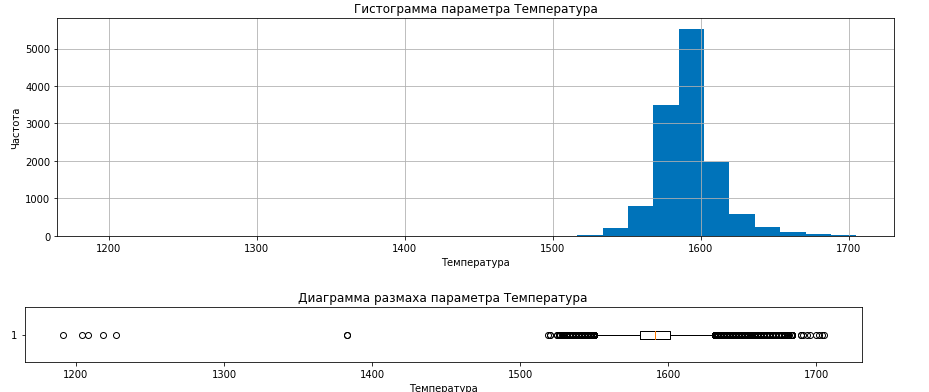 Гистограмма параметра Температура
5000
4000
3000
2000
1000
0
Частота
1200 1300 1400 1500 1600 1700
Температура
Диаграмма размаха параметра Температура
1
1200 1300 1400 1500 1600 1700
Температура